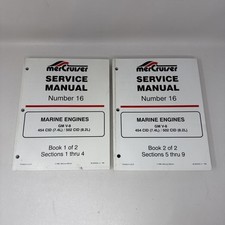 MerCruiser
SERVICE
MANUAL
Number 16
MARINE ENGINES
GM V-8
454 CID (7.4L) / 502 CID (8.2L)
Book 1 of 2
Sections 1 thru 4
MerCruiser
SERVICE
MANUAL
Number 16
MARINE ENGINES
GM V-8
454 CID (7.4L) / 502 CID (8.2L)
Book 2 of 2
Sections 5 thru 9